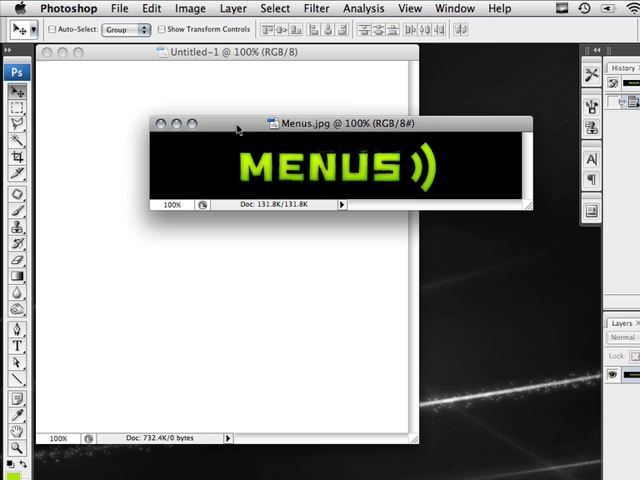 Photoshop File Edit Image Layer Select Filter Analysis View Window Help
Auto-Select: Group Show Transform Controls
Untitled-1 @ 100% (RGB/8)
Ps
History
Menus.jpg @ 100% (RGB/8#)
MENUS
100% Doc: 131.8K/131.8K
A
T
Layers
Normal
Lock:
100% Doc: 732.4K/0 bytes